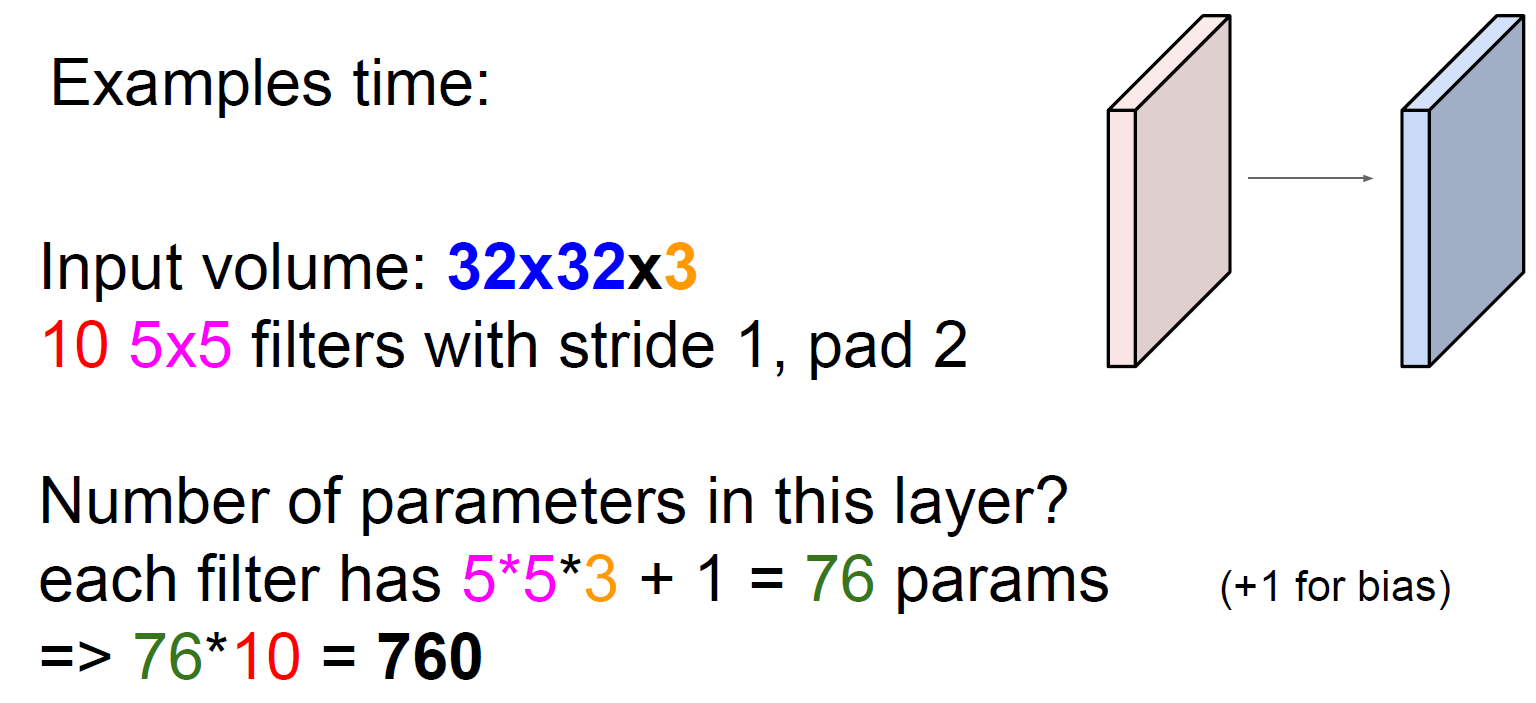 Examples time:
Input volume: 32x32x3
10 5x5 filters with stride 1, pad 2
Number of parameters in this layer?
each filter has 5*5*3 + 1 = 76 params (+1 for bias)
=> 76*10 = 760